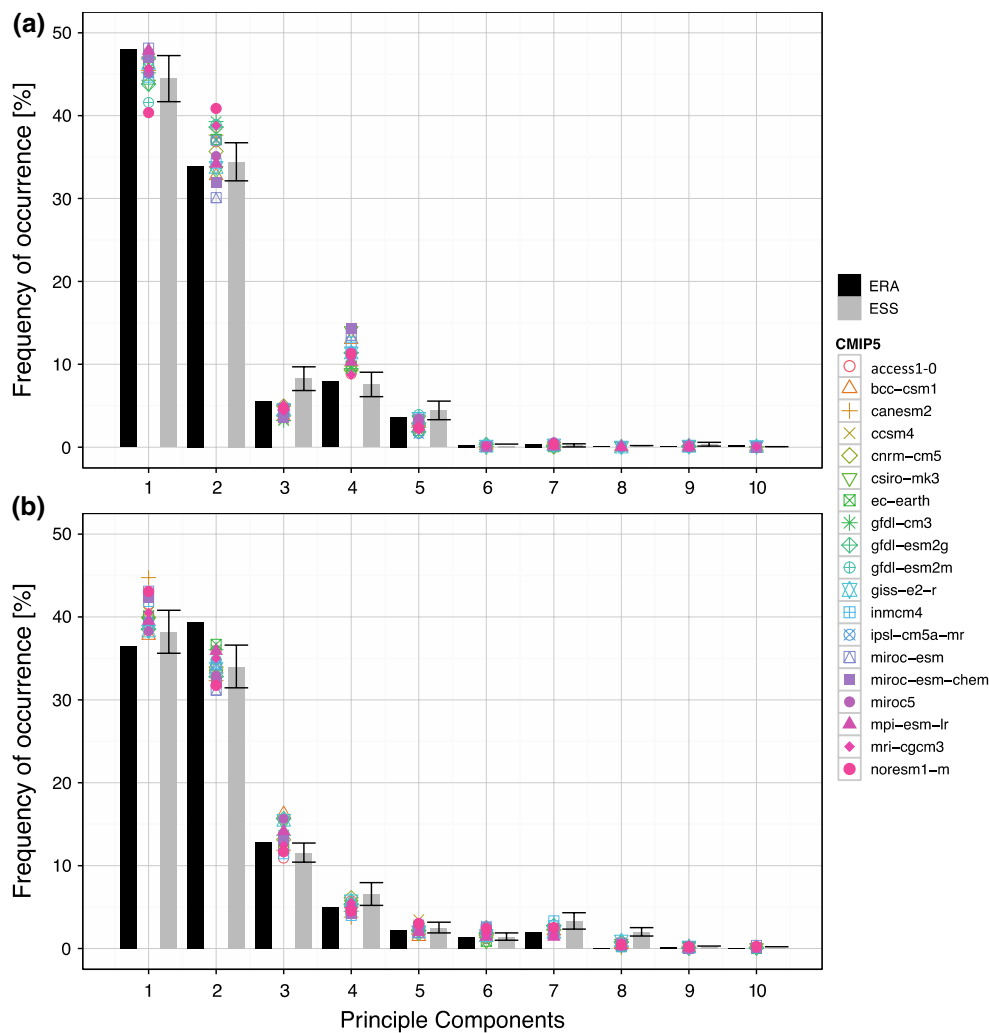 (a)
Frequency of occurrence [%]
50
40
30
20
10
0
1 2 3 4 5 6 7 8 9 10
(b)
Frequency of occurrence [%]
50
40
30
20
10
0
1 2 3 4 5 6 7 8 9 10
Principle Components
ERA
ESS
CMIP5
access1-0
bcc-csm1
canesm2
ccsm4
cnrm-cm5
csiro-mk3
ec-earth
gfdl-cm3
gfdl-esm2g
gfdl-esm2m
giss-e2-r
inmcm4
ipsl-cm5a-mr
miroc-esm
miroc-esm-chem
miroc5
mpi-esm-lr
mri-cgcm3
noresm1-m